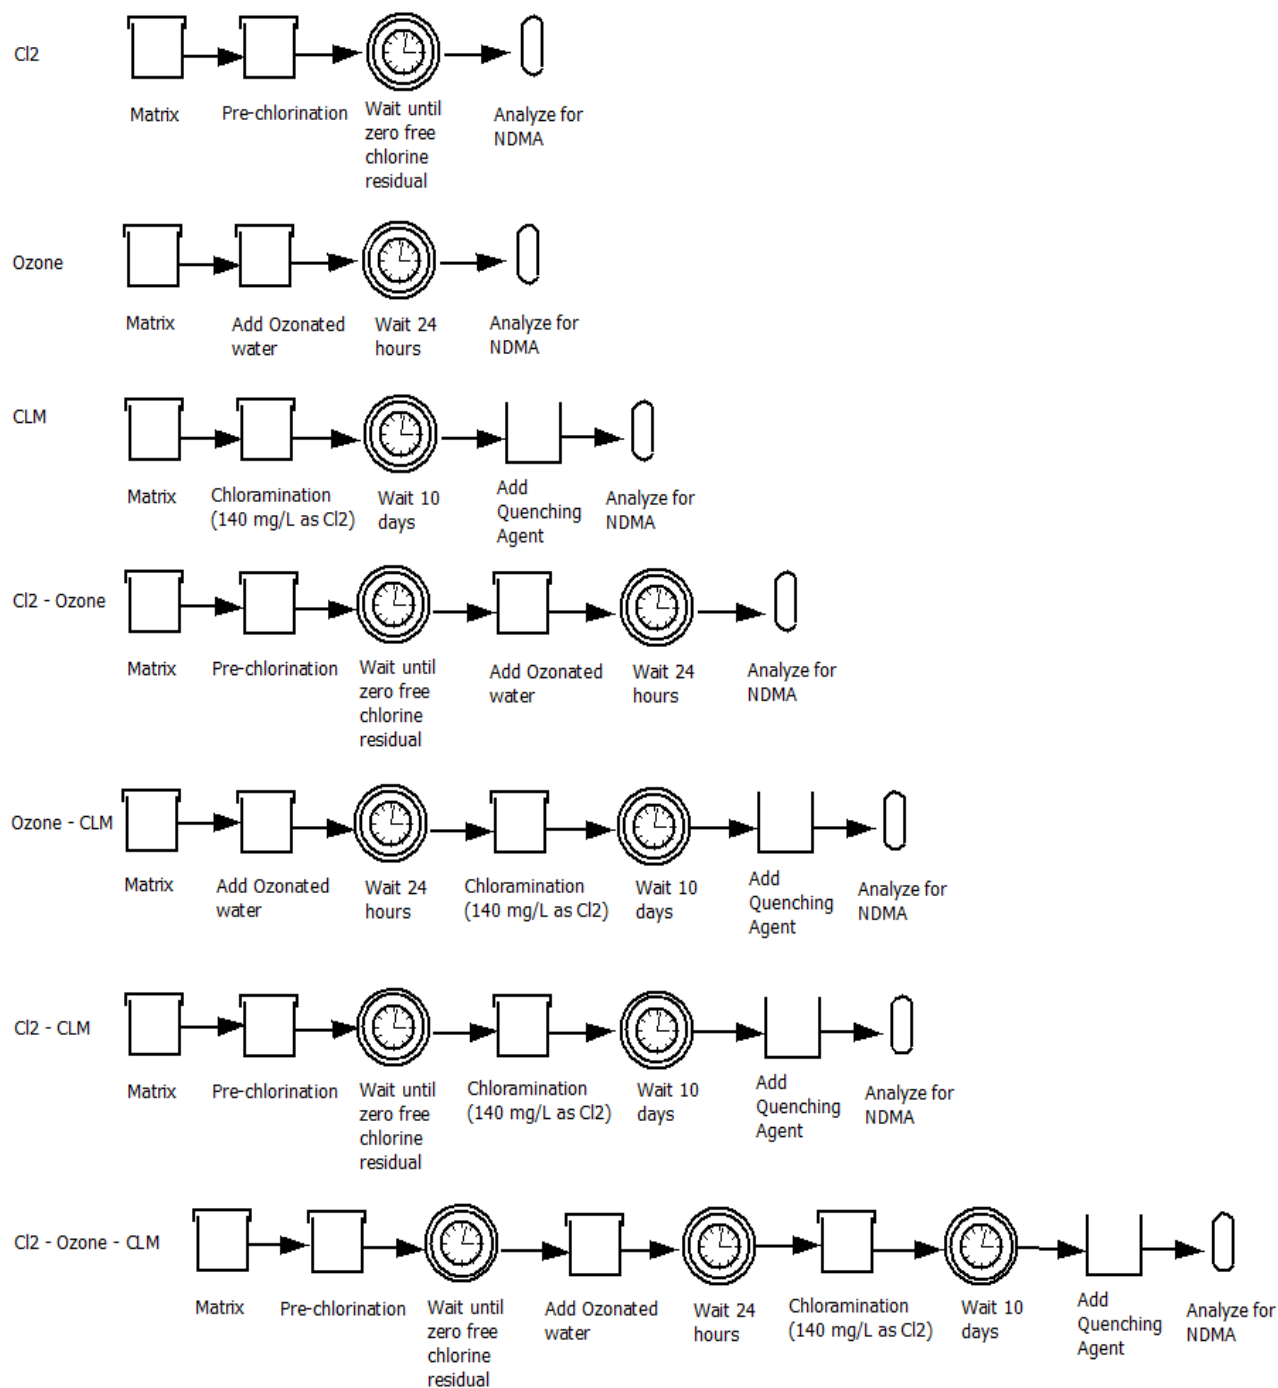 Cl2
Matrix
Pre-chlorination
Wait until
zero free
chlorine
residual
Analyze for
NDMA
Ozone
Matrix
Add Ozonated
water
Wait 24
hours
Analyze for
NDMA
CLM
Matrix
Chloramination
(140 mg/L as Cl2)
Wait 10
days
Add
Quenching
Agent
Analyze for
NDMA
Cl2 - Ozone
Matrix
Pre-chlorination
Wait until
zero free
chlorine
residual
Add Ozonated
water
Wait 24
hours
Analyze for
NDMA
Ozone - CLM
Matrix
Add Ozonated
water
Wait 24
hours
Chloramination
(140 mg/L as Cl2)
Wait 10
days
Add
Quenching
Agent
Analyze for
NDMA
Cl2 - CLM
Matrix
Pre-chlorination
Wait until
zero free
chlorine
residual
Chloramination
(140 mg/L as Cl2)
Wait 10
days
Add
Quenching
Agent
Analyze for
NDMA
Cl2 - Ozone - CLM
Matrix
Pre-chlorination
Wait until
zero free
chlorine
residual
Add Ozonated
water
Wait 24
hours
Chloramination
(140 mg/L as Cl2)
Wait 10
days
Add
Quenching
Agent
Analyze for
NDMA